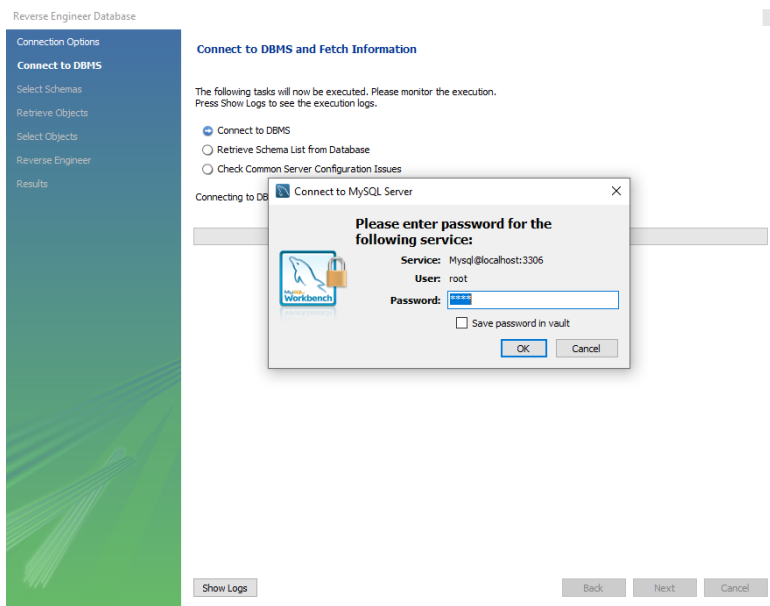 Reverse Engineer Database
Connection Options
Connect to DBMS
Select Schemas
Retrieve Objects
Select Objects
Reverse Engineer
Results
Connect to DBMS and Fetch Information
The following tasks will now be executed. Please monitor the execution.
Press Show Logs to see the execution logs.
Connect to DBMS
Retrieve Schema List from Database
Check Common Server Configuration Issues
Connecting to DB
Connect to MySQL Server
Please enter password for the
following service:
Service: Mysql@localhost:3306
User: root
Password: ****
MySQL
Workbench
Save password in vault
OK Cancel
Show Logs Back Next Cancel